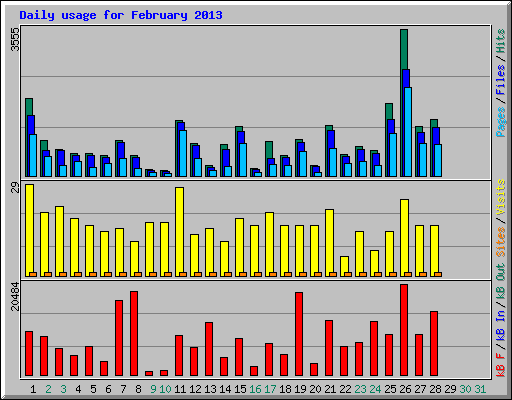 Daily usage for February 2013
3555
Pages / Files / Hits
29
Sites / Visits
20484
kB F / kB In / kB Out
1 2 3 4 5 6 7 8 9 10 11 12 13 14 15 16 17 18 19 20 21 22 23 24 25 26 27 28 29 30 31